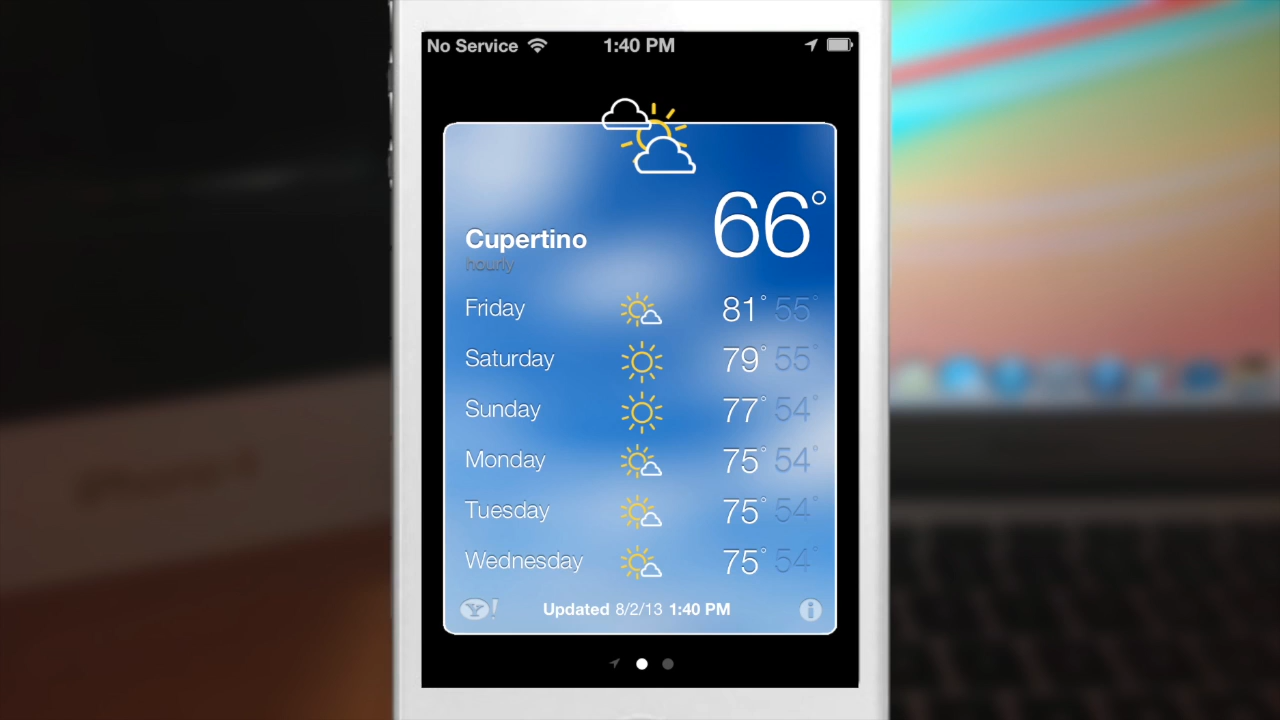 No Service 1:40 PM
66°
Cupertino
hourly
Friday 81° 55°
Saturday 79° 55°
Sunday 77° 54°
Monday 75° 54°
Tuesday 75° 54°
Wednesday 75° 54°
Y! Updated 8/2/13 1:40 PM i